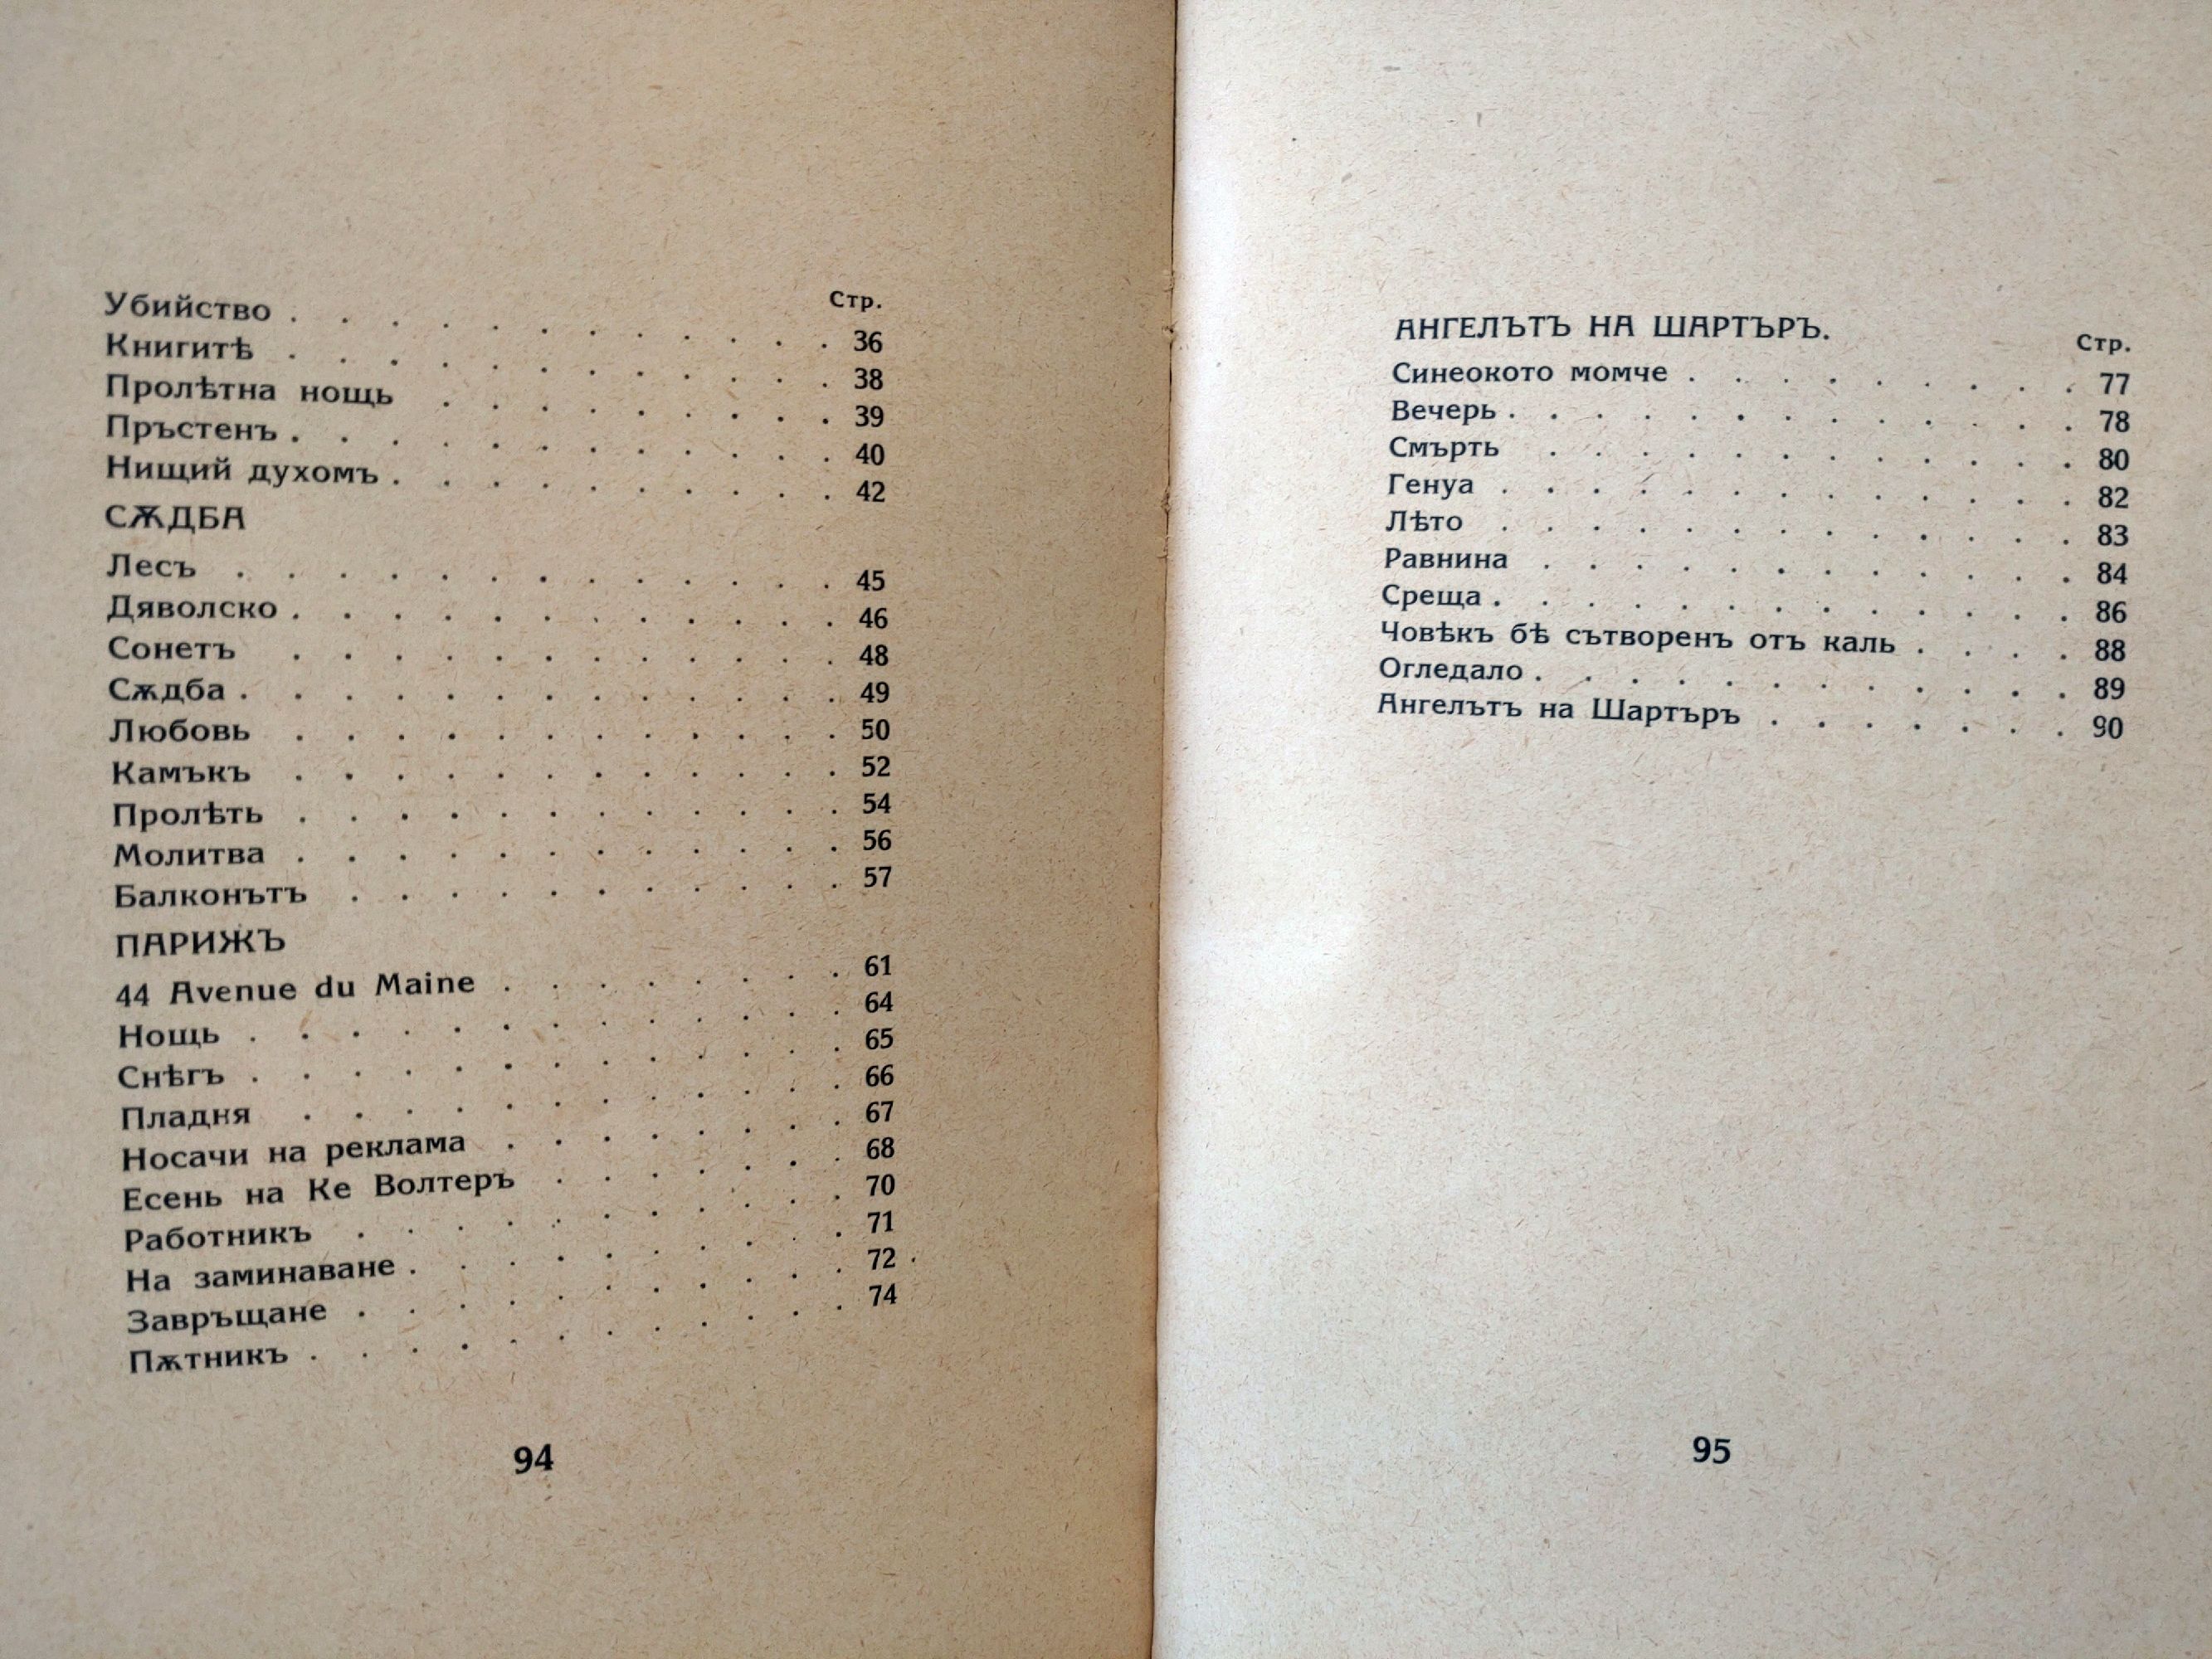 Стр.
Убийство . . . . . . . . . . . 36
Книгитѣ . . . . . . . . . . . 38
Пролѣтна нощь . . . . . . . . 39
Пръстенъ . . . . . . . . . . . 40
Нищий духомъ . . . . . . . . . 42
СѪДБА
Лесъ . . . . . . . . . . . . 45
Дяволско . . . . . . . . . . . 46
Сонетъ . . . . . . . . . . . 48
Сѫдба . . . . . . . . . . . . 49
Любовь . . . . . . . . . . . 50
Камъкъ . . . . . . . . . . . 52
Пролѣть . . . . . . . . . . . 54
Молитва . . . . . . . . . . . 56
Балконътъ . . . . . . . . . . 57
ПАРИЖЪ
44 Avenue du Maine . . . . . . . 61
Нощь . . . . . . . . . . . . 64
Снѣгъ . . . . . . . . . . . . 65
Пладня . . . . . . . . . . . 66
Носачи на реклама . . . . . . . 67
Есень на Ке Волтеръ . . . . . . 68
Работникъ . . . . . . . . . . 70
На заминаване . . . . . . . . . 71
Завръщане . . . . . . . . . . 72
Пѫтникъ . . . . . . . . . . . 74
94
АНГЕЛЪТЪ НА ШАРТЪРЪ.
Стр.
Синеокото момче . . . . . . . . . 77
Вечерь . . . . . . . . . . . . . 78
Смърть . . . . . . . . . . . . 80
Генуа . . . . . . . . . . . . . 82
Лѣто . . . . . . . . . . . . . 83
Равнина . . . . . . . . . . . . 84
Среща . . . . . . . . . . . . . 86
Човѣкъ бѣ сътворенъ отъ каль . . . . 88
Огледало . . . . . . . . . . . . 89
Ангелътъ на Шартъръ . . . . . . . 90
95